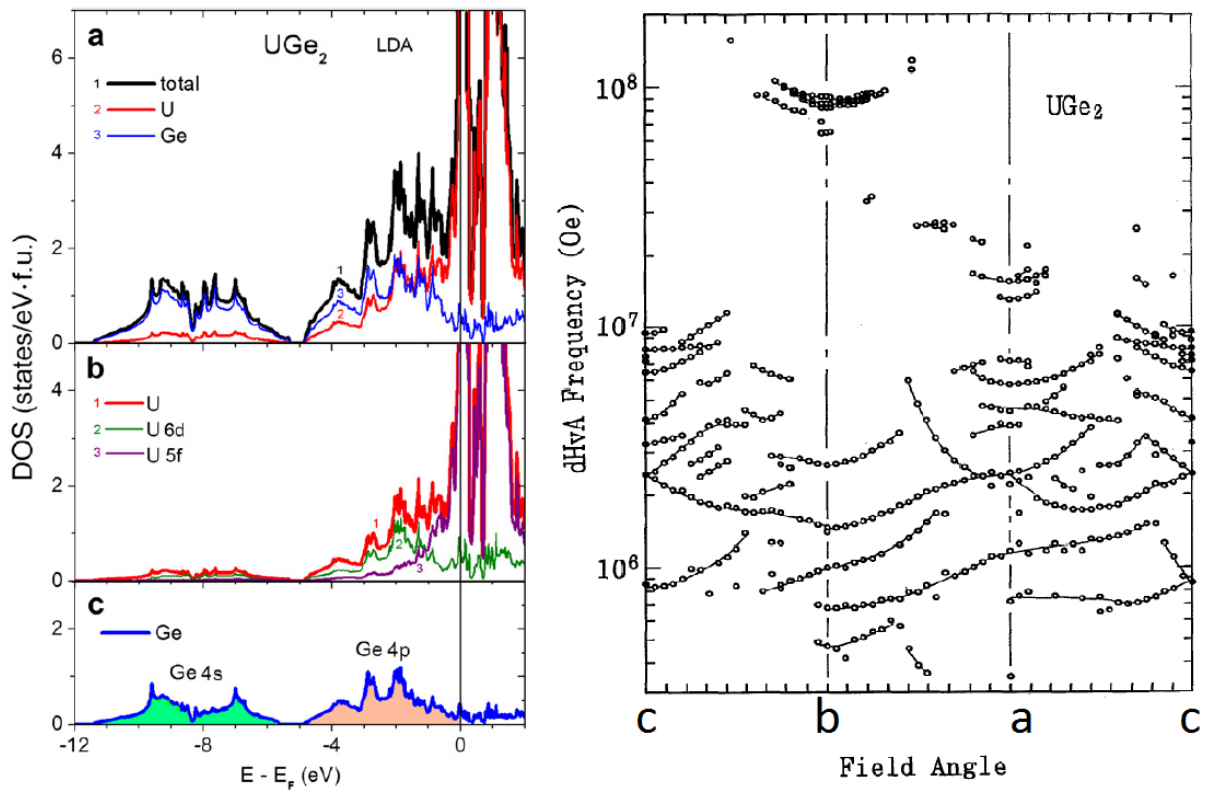 a
UGe2
LDA
1 total
2 U
3 Ge
6
4
2
0
1
3
2
b
1 U
2 U 6d
3 U 5f
4
2
0
1
2
3
c
Ge
Ge 4s
Ge 4p
2
0
-12
-8
-4
0
DOS (states/eV·f.u.)
E - EF (eV)
UGe2
10^8
10^7
10^6
dHvA Frequency (Oe)
c
b
a
c
Field Angle